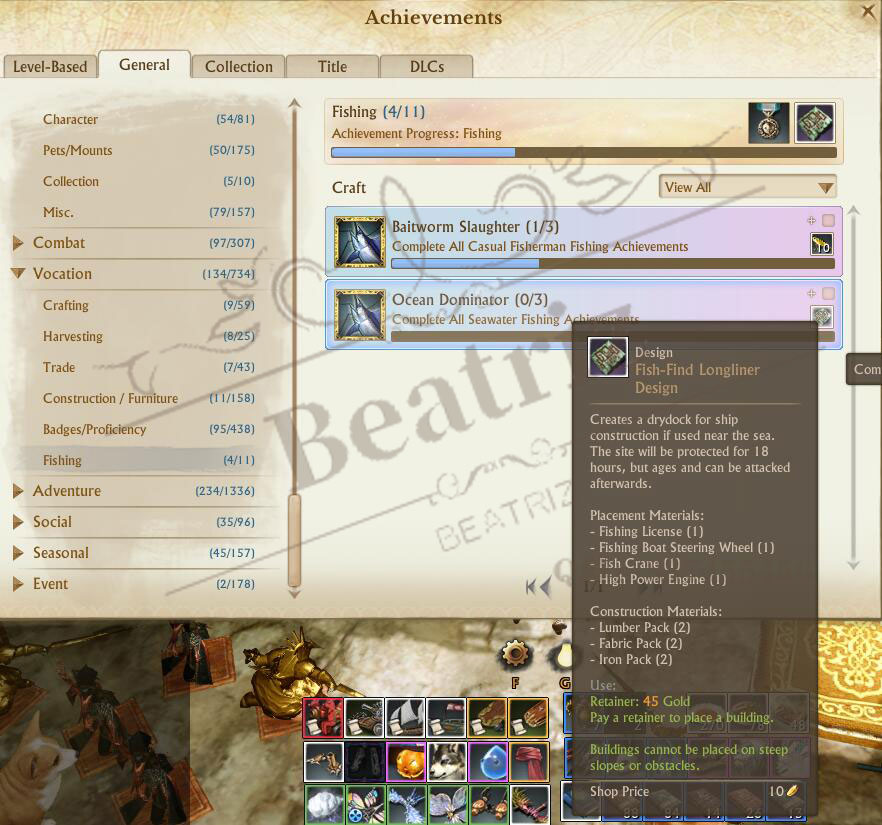 Achievements
Level-Based
General
Collection
Title
DLCs
Character (54/81)
Pets/Mounts (50/175)
Collection (5/10)
Misc. (79/157)
Combat (97/307)
Vocation (134/734)
Crafting (9/59)
Harvesting (8/25)
Trade (7/43)
Construction / Furniture (11/158)
Badges/Proficiency (95/438)
Fishing (4/11)
Adventure (234/1336)
Social (35/96)
Seasonal (45/157)
Event (2/178)
Fishing (4/11)
Achievement Progress: Fishing
Craft
View All
Baitworm Slaughter (1/3)
Complete All Casual Fisherman Fishing Achievements
10
Ocean Dominator (0/3)
Complete All Seawater Fishing Achievements
Com
Design
Fish-Find Longliner
Design
Creates a drydock for ship
construction if used near the sea.
The site will be protected for 18
hours, but ages and can be attacked
afterwards.
Placement Materials:
- Fishing License (1)
- Fishing Boat Steering Wheel (1)
- Fish Crane (1)
- High Power Engine (1)
Construction Materials:
- Lumber Pack (2)
- Fabric Pack (2)
- Iron Pack (2)
Use:
Retainer: 45 Gold
Pay a retainer to place a building.
Buildings cannot be placed on steep
slopes or obstacles.
Shop Price 10
F
G